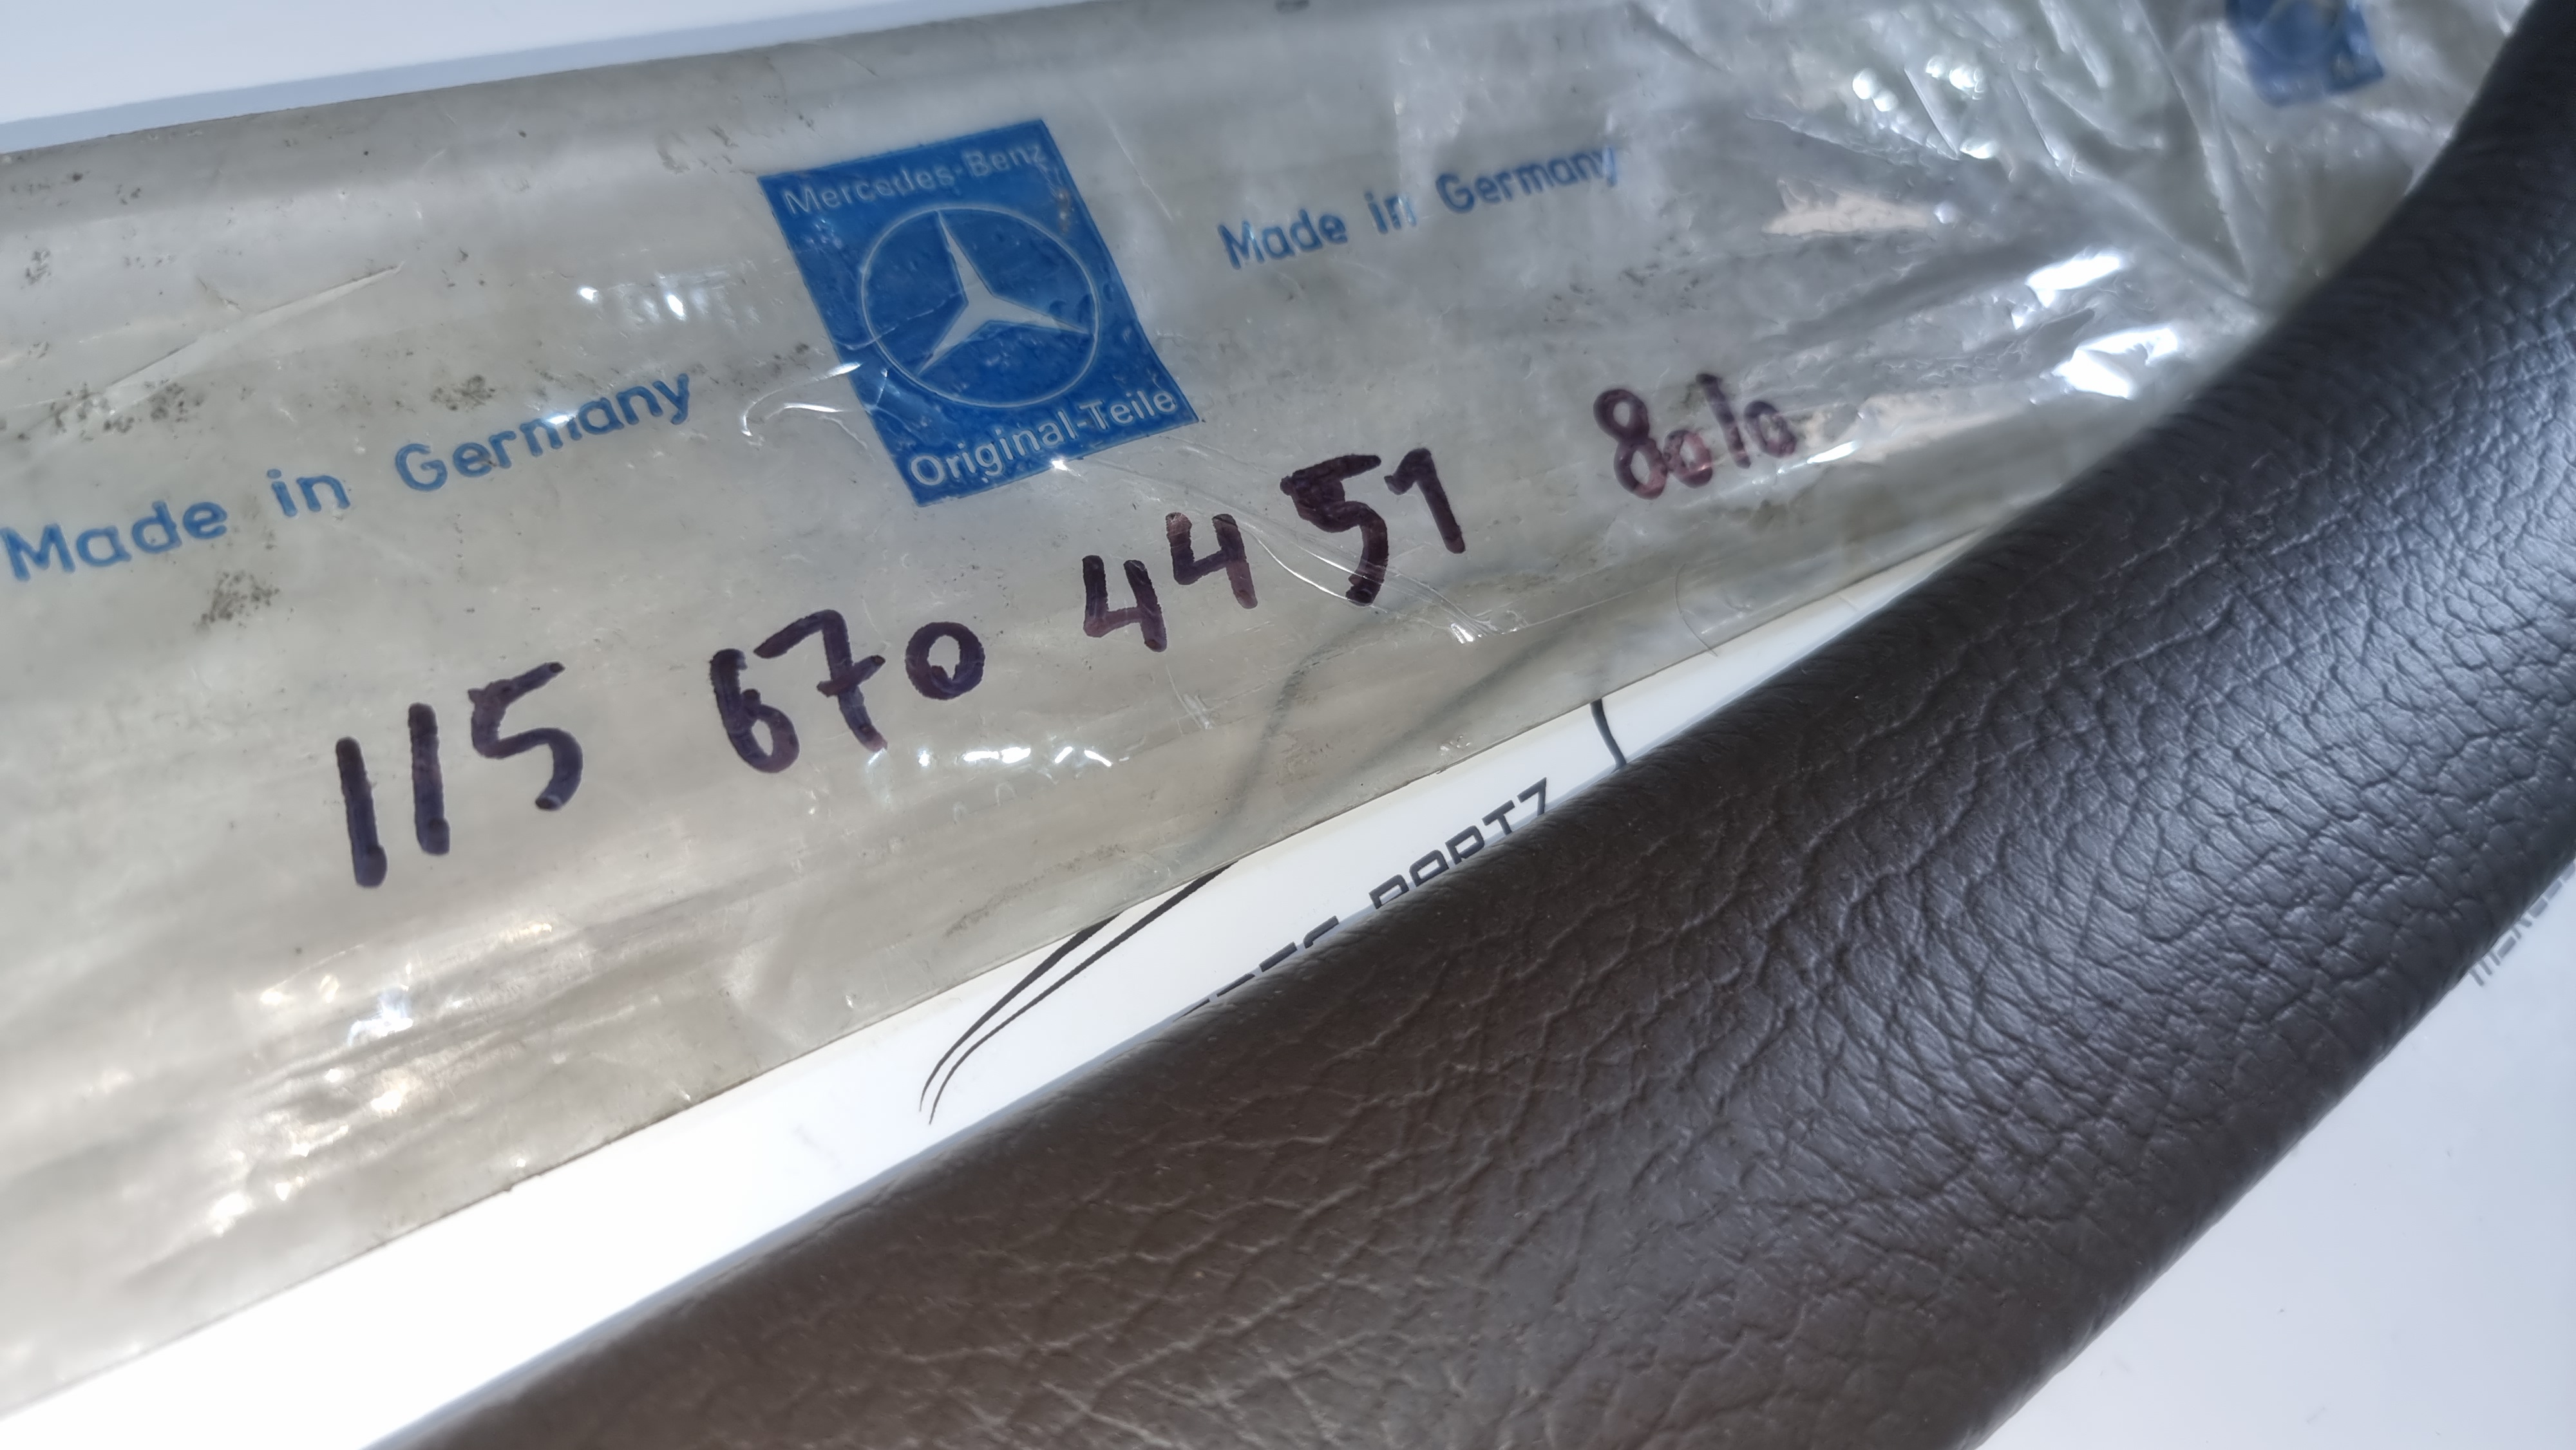 Mercedes-Benz
Original-Teile
Made in Germany
Made in Germany
115 670 44 51 8010